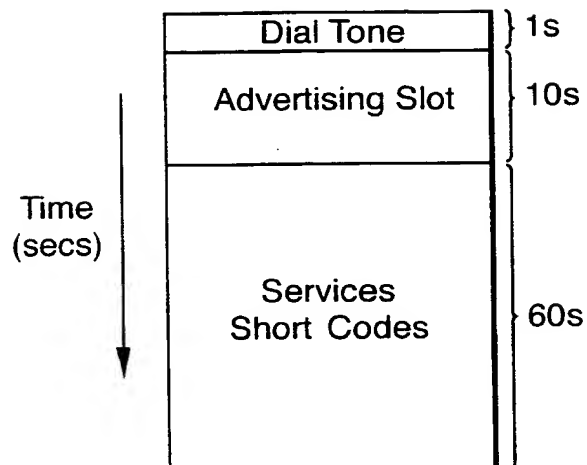 Dial Tone
1s
Advertising Slot
10s
Time
(secs)
Services
Short Codes
60s